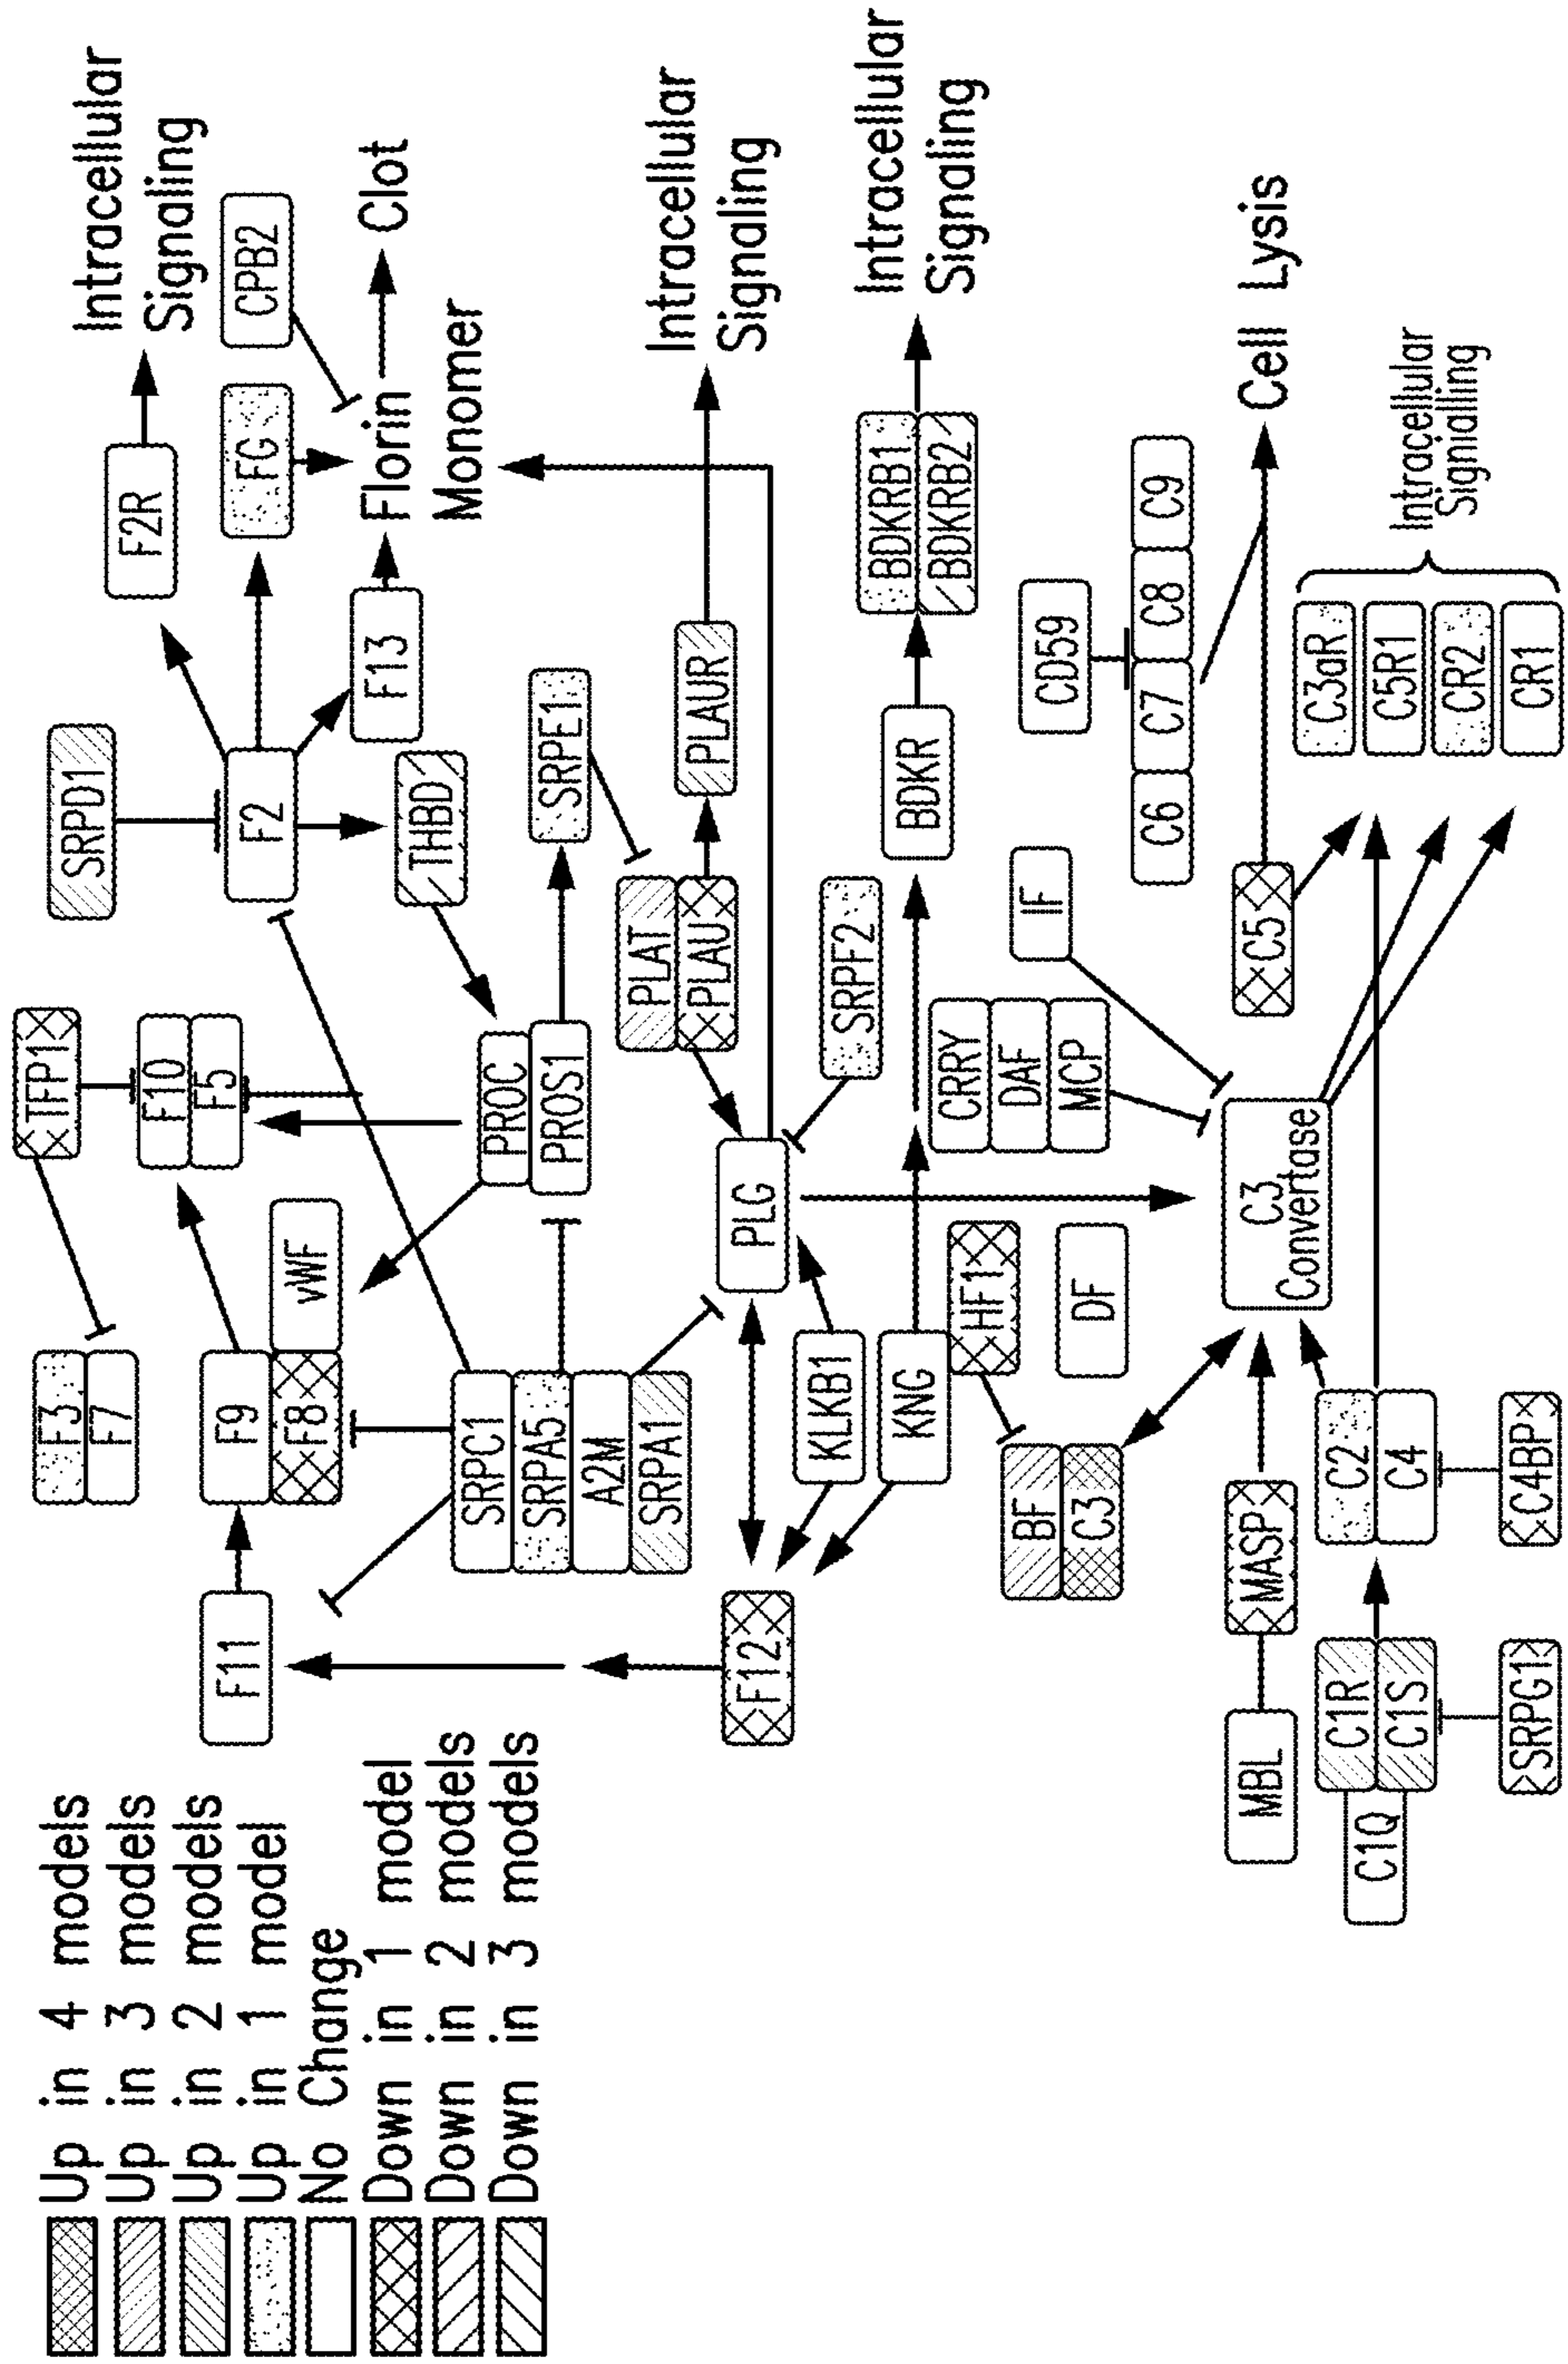 Up in 4 models
Up in 3 models
Up in 2 models
Up in 1 model
No Change
Down in 1 model
Down in 2 models
Down in 3 models
TFP1
SRPD1
Intracellular
Signaling
F3
F7
F10
F5
F2R
F11
F9
F8
vWF
F2
FG
CPB2
F13
Florin
Monomer
Clot
THBD
SRPC1
SRPA5
A2M
SRPA1
PROC
PROS1
SRPE1
PLAT
PLAU
PLAUR
Intracellular
Signaling
F12
PLG
KLKB1
SRPF2
KNG
BDKR
BDKRB1
BDKRB2
Intracellular
Signaling
HF1
CRRY
DAF
MCP
IF
CD59
BF
C3
DF
C6
C7
C8
C9
MBL
MASP
C3
Convertase
C5
Cell Lysis
C1Q
C1R
C1S
C2
C4
C3aR
C5R1
CR2
CR1
Intracellular
Signialling
SRPG1
C4BP